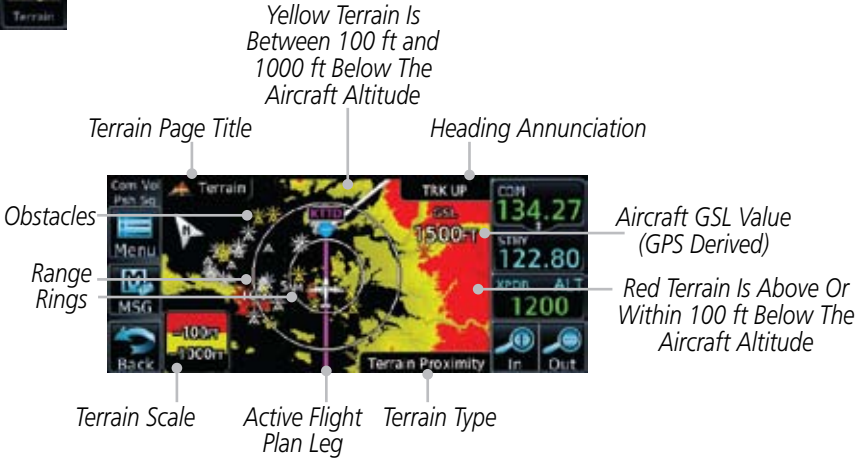 Terrain
Yellow Terrain Is
Between 100 ft and
1000 ft Below The
Aircraft Altitude
Terrain Page Title
Heading Annunciation
Com Vol
Psh Sq
Terrain
TRK UP
COM
134.27
Obstacles
KTTD
GSL
1500FT
Aircraft GSL Value
(GPS Derived)
Menu
STBY
122.80
Range
Rings
MSG
XPDR ALT
1200
Red Terrain Is Above Or
Within 100 ft Below The
Aircraft Altitude
-100FT
-1000FT
Back
Terrain Proximity
In
Out
Terrain Scale
Active Flight
Plan Leg
Terrain Type